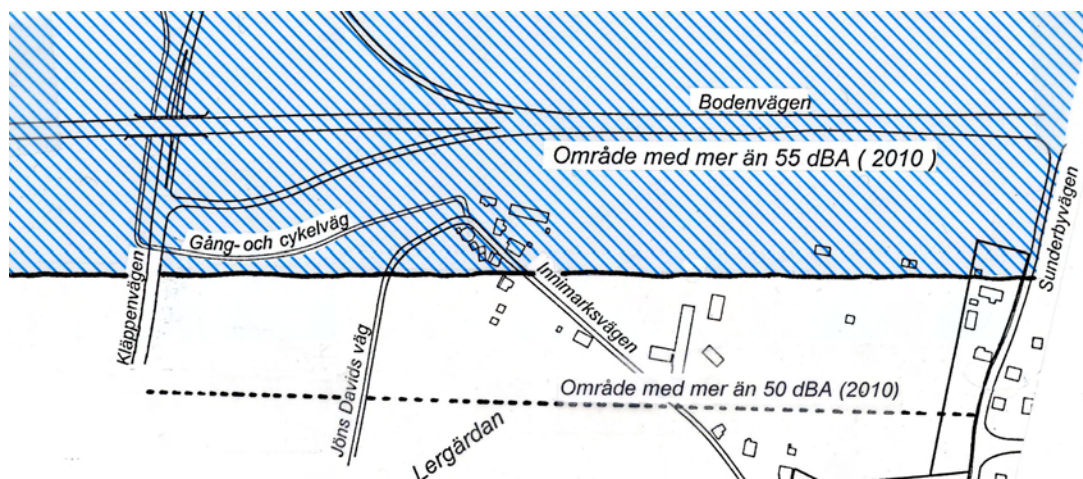 Bodenvägen
Område med mer än 55 dBA ( 2010 )
Sunderbyvägen
Gång- och cykelväg
Kläppenvägen
Innimarksvägen
Jöns Davids väg
Område med mer än 50 dBA (2010)
Lergärdan